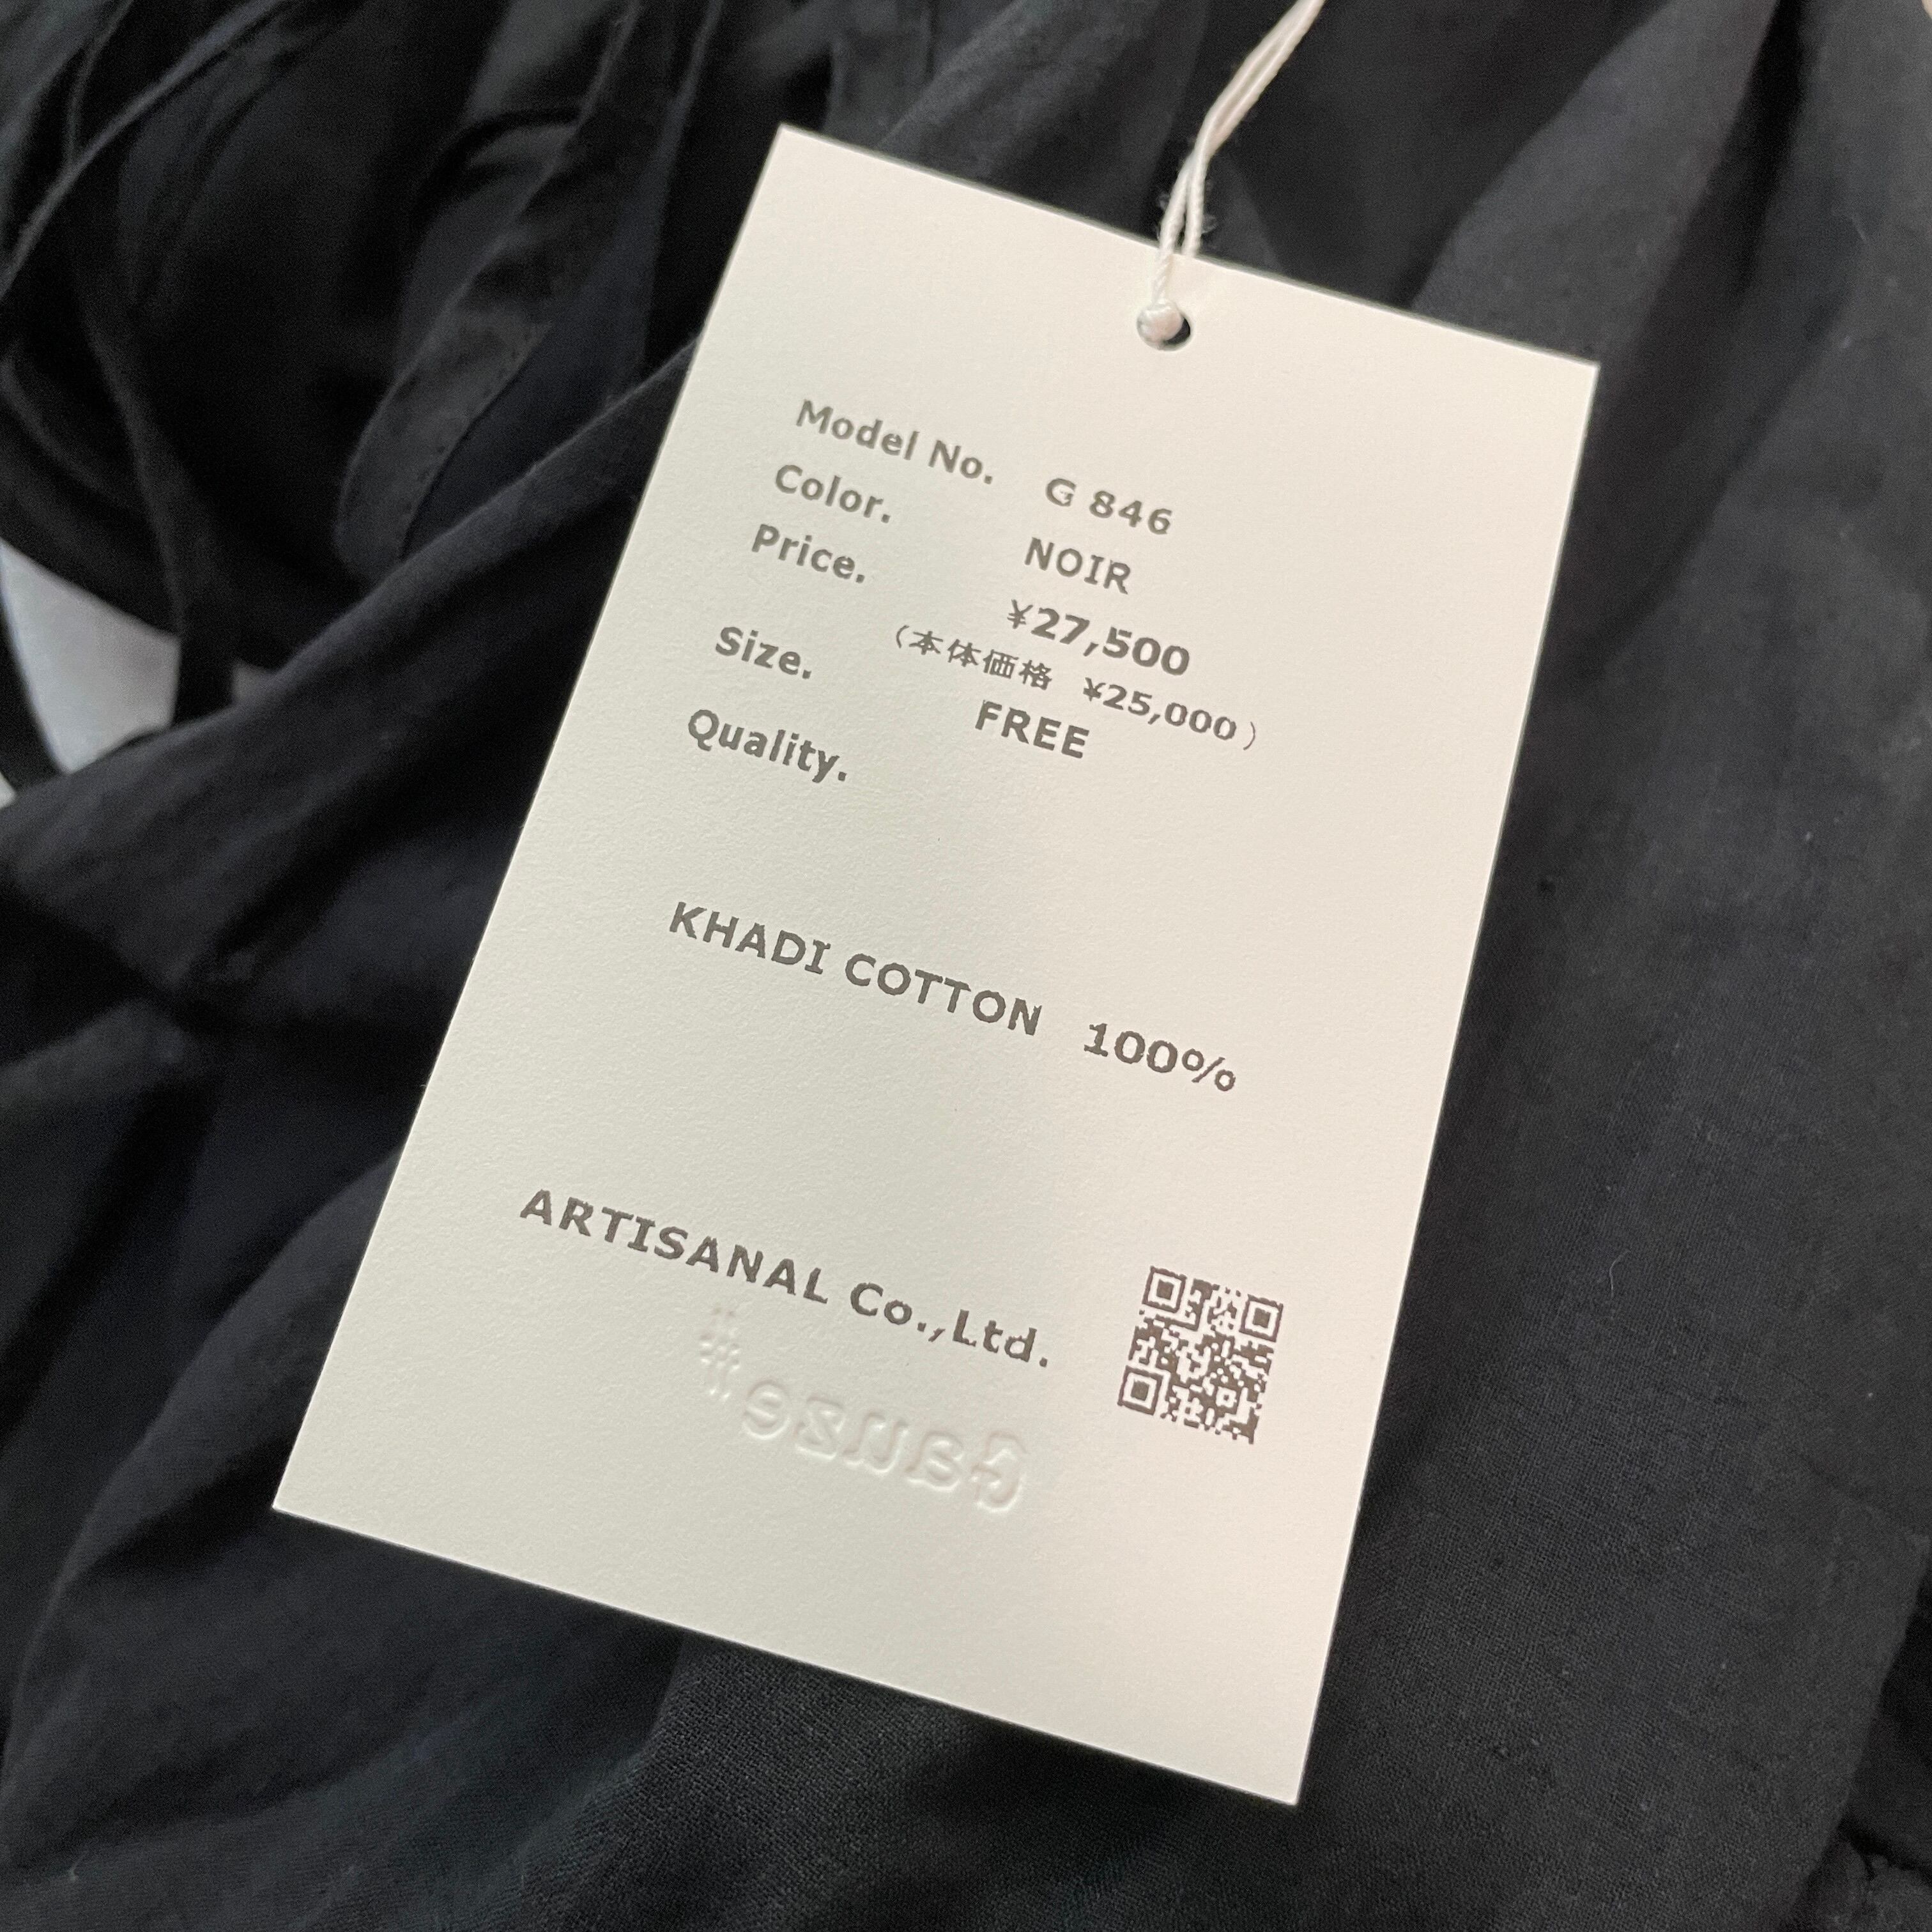 Model No. G 846
Color. NOIR
Price. ¥27,500
(本体価格 ¥25,000)
Size. FREE
Quality.
KHADI COTTON 100%
ARTISANAL Co.,Ltd.
Gauze#